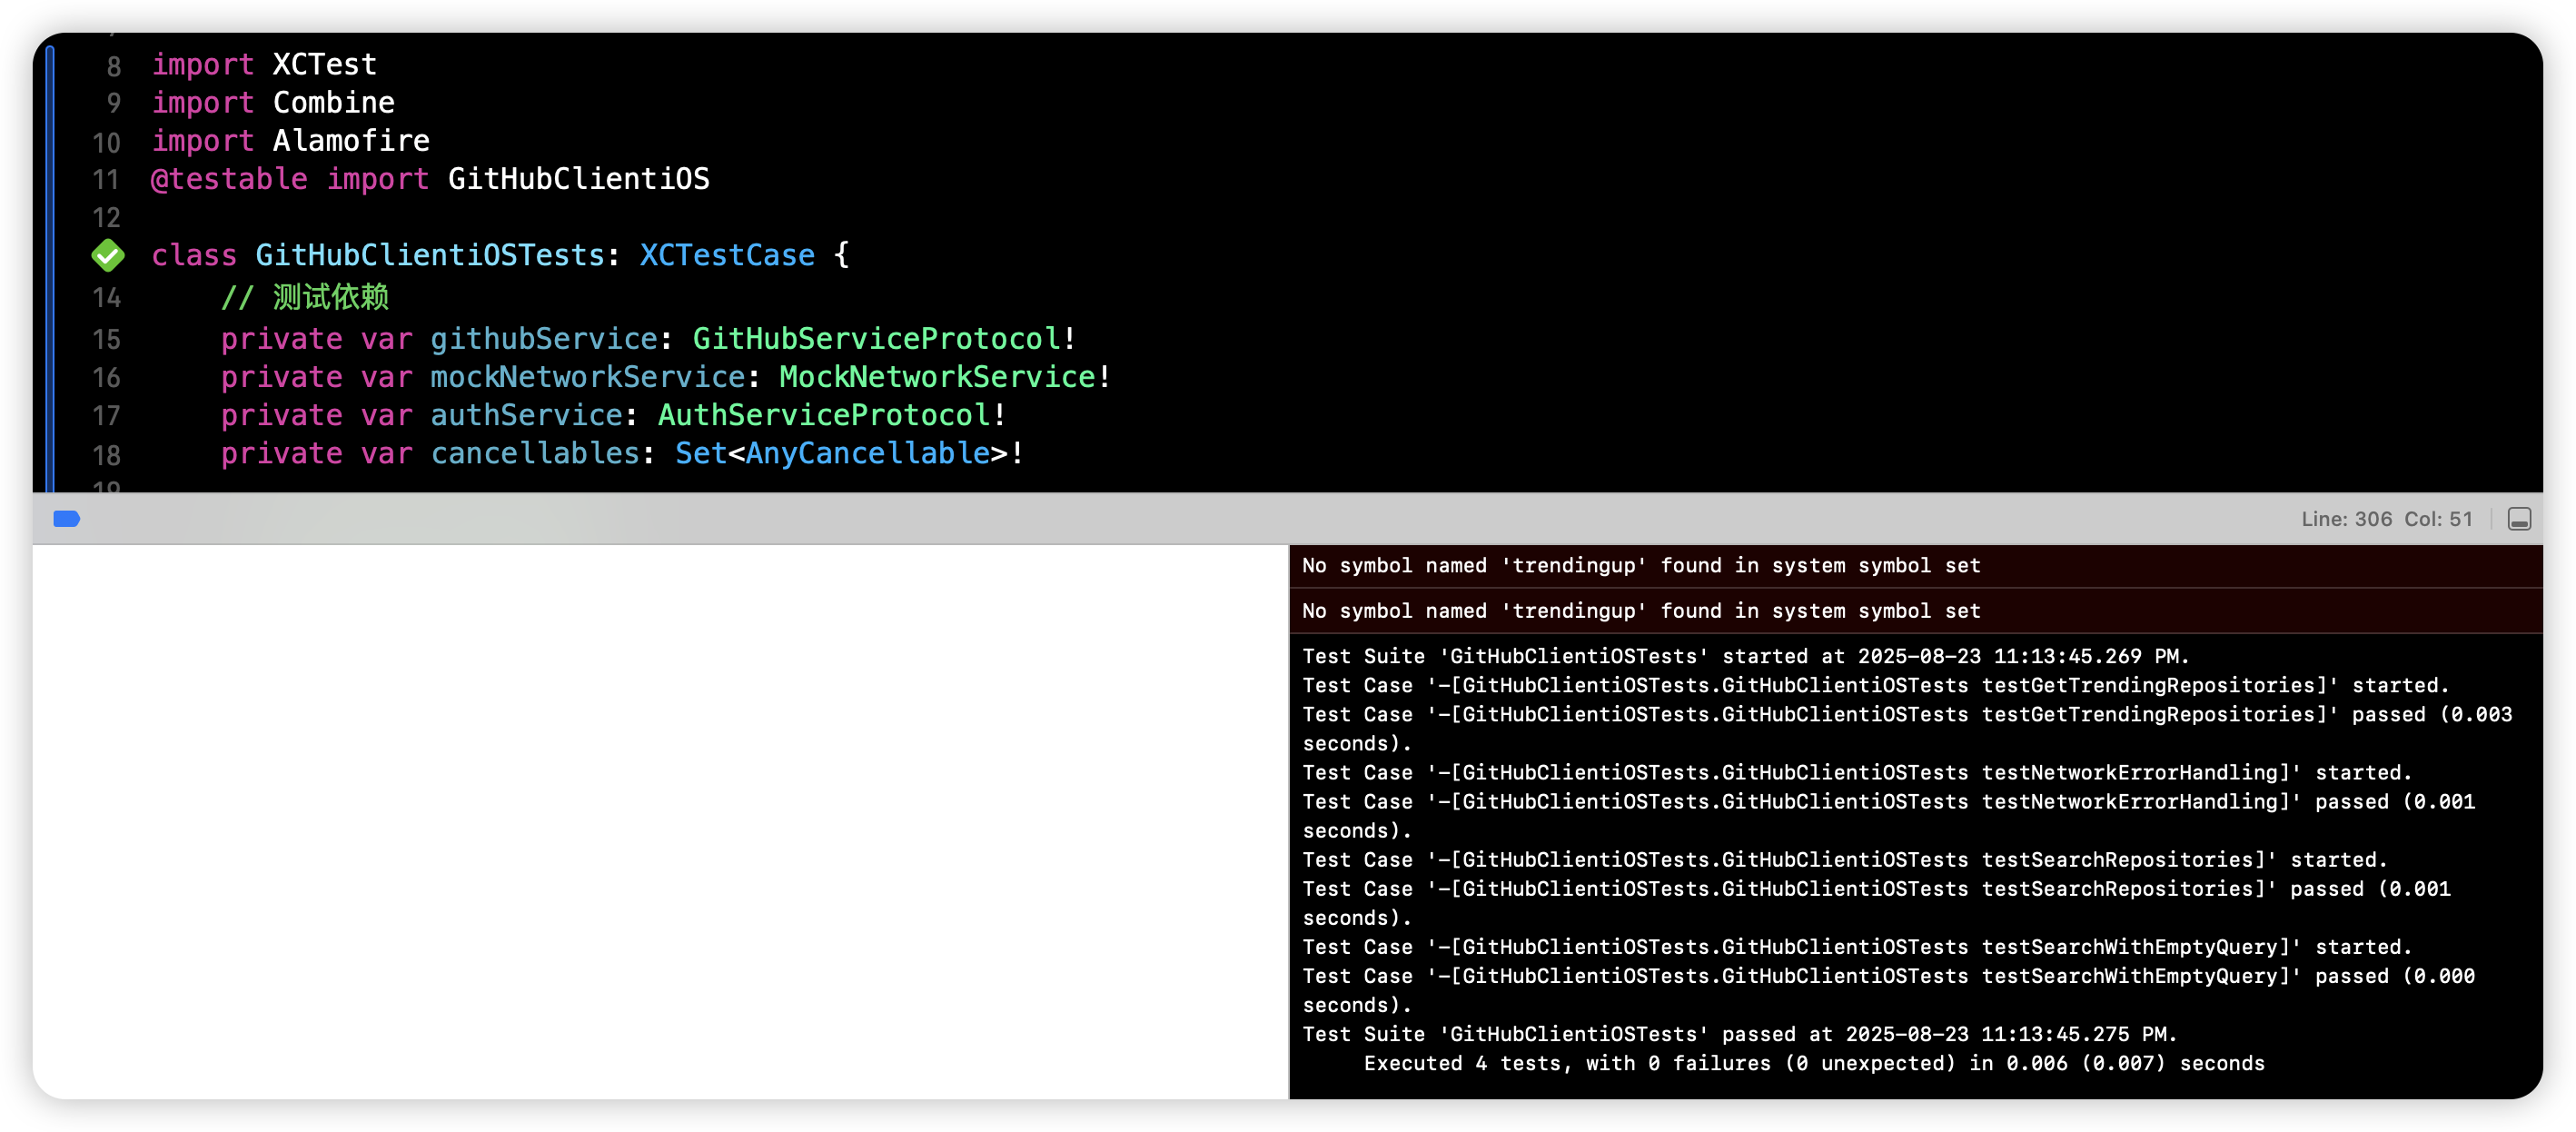 8 import XCTest
9 import Combine
10 import Alamofire
11 @testable import GitHubClientiOS
12
class GitHubClientiOSTests: XCTestCase {
14 // 测试依赖
15 private var githubService: GitHubServiceProtocol!
16 private var mockNetworkService: MockNetworkService!
17 private var authService: AuthServiceProtocol!
18 private var cancellables: Set<AnyCancellable>!
19
Line: 306 Col: 51
No symbol named 'trendingup' found in system symbol set
No symbol named 'trendingup' found in system symbol set
Test Suite 'GitHubClientiOSTests' started at 2025-08-23 11:13:45.269 PM.
Test Case '-[GitHubClientiOSTests.GitHubClientiOSTests testGetTrendingRepositories]' started.
Test Case '-[GitHubClientiOSTests.GitHubClientiOSTests testGetTrendingRepositories]' passed (0.003
seconds).
Test Case '-[GitHubClientiOSTests.GitHubClientiOSTests testNetworkErrorHandling]' started.
Test Case '-[GitHubClientiOSTests.GitHubClientiOSTests testNetworkErrorHandling]' passed (0.001
seconds).
Test Case '-[GitHubClientiOSTests.GitHubClientiOSTests testSearchRepositories]' started.
Test Case '-[GitHubClientiOSTests.GitHubClientiOSTests testSearchRepositories]' passed (0.001
seconds).
Test Case '-[GitHubClientiOSTests.GitHubClientiOSTests testSearchWithEmptyQuery]' started.
Test Case '-[GitHubClientiOSTests.GitHubClientiOSTests testSearchWithEmptyQuery]' passed (0.000
seconds).
Test Suite 'GitHubClientiOSTests' passed at 2025-08-23 11:13:45.275 PM.
Executed 4 tests, with 0 failures (0 unexpected) in 0.006 (0.007) seconds